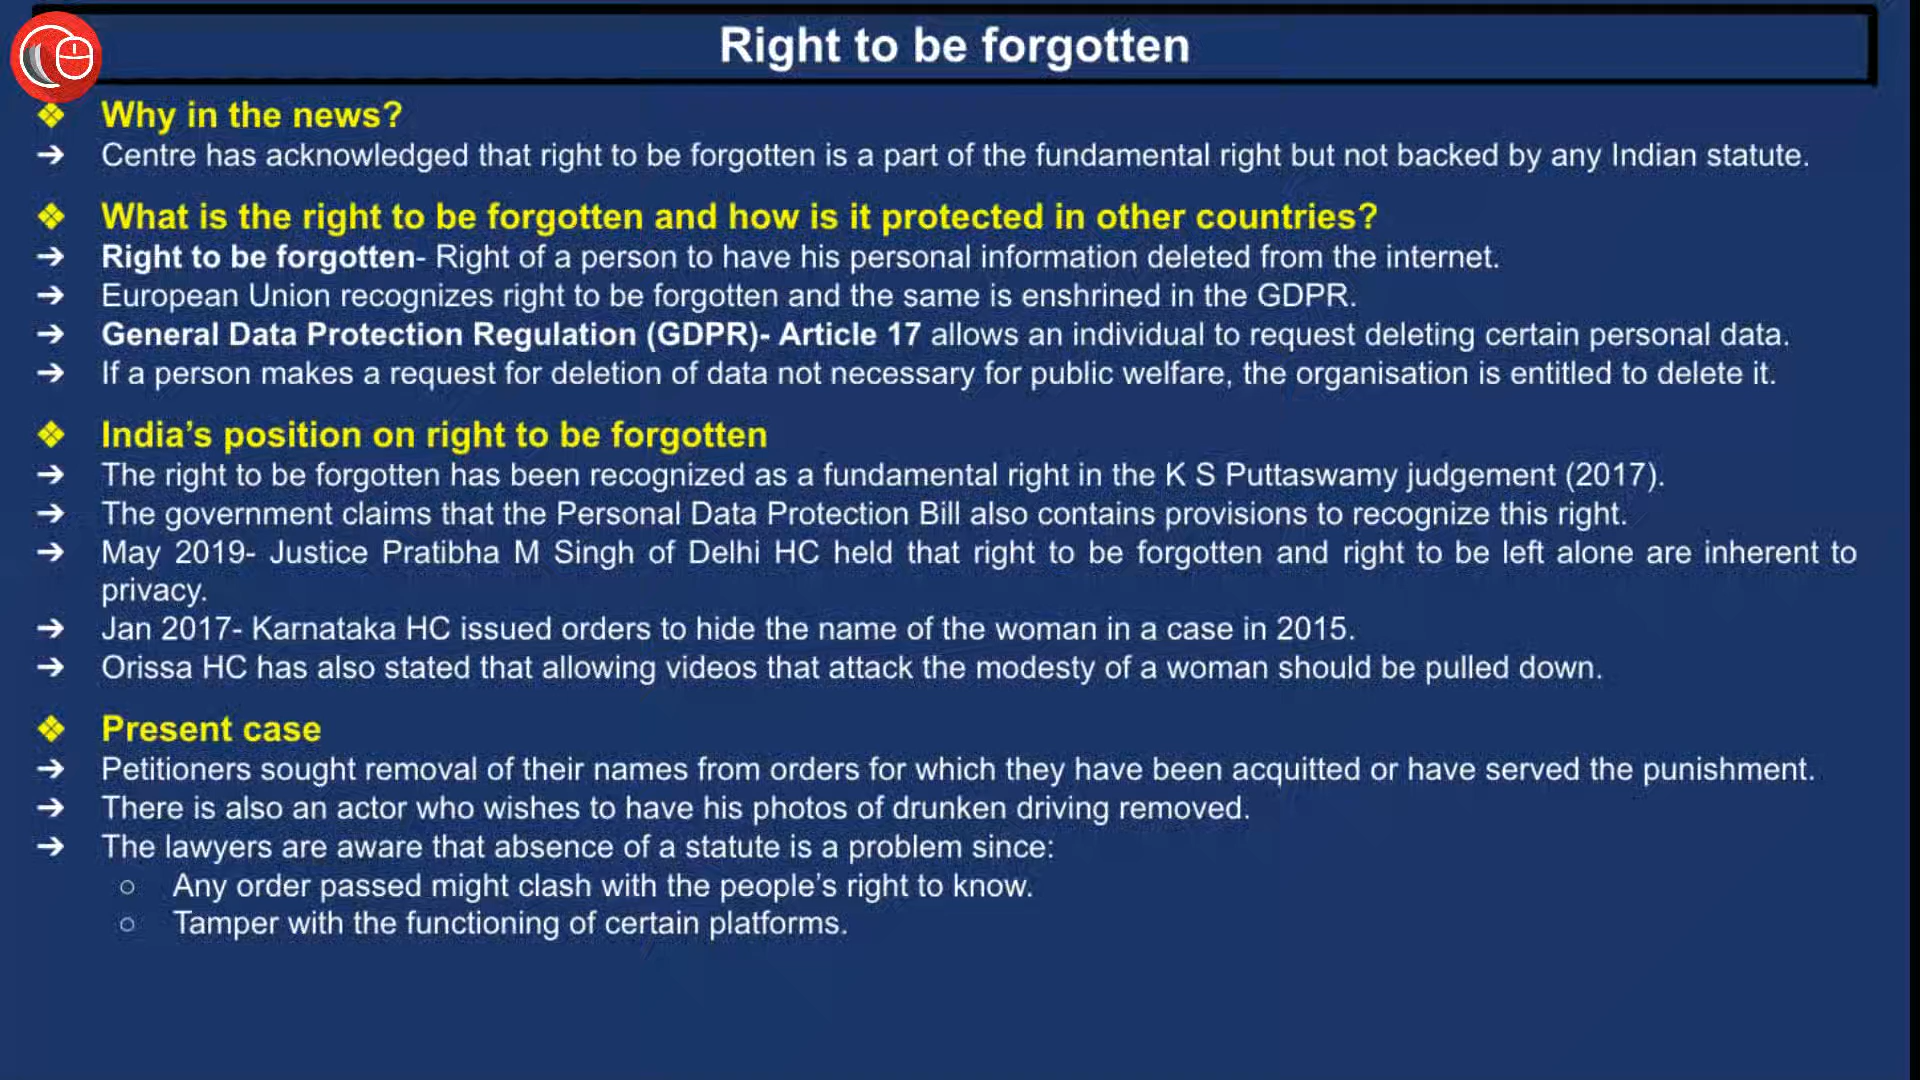 Right to be forgotten
❖ Why in the news?
➔ Centre has acknowledged that right to be forgotten is a part of the fundamental right but not backed by any Indian statute.
❖ What is the right to be forgotten and how is it protected in other countries?
➔ Right to be forgotten- Right of a person to have his personal information deleted from the internet.
➔ European Union recognizes right to be forgotten and the same is enshrined in the GDPR.
➔ General Data Protection Regulation (GDPR)- Article 17 allows an individual to request deleting certain personal data.
➔ If a person makes a request for deletion of data not necessary for public welfare, the organisation is entitled to delete it.
❖ India’s position on right to be forgotten
➔ The right to be forgotten has been recognized as a fundamental right in the K S Puttaswamy judgement (2017).
➔ The government claims that the Personal Data Protection Bill also contains provisions to recognize this right.
➔ May 2019- Justice Pratibha M Singh of Delhi HC held that right to be forgotten and right to be left alone are inherent to
privacy.
➔ Jan 2017- Karnataka HC issued orders to hide the name of the woman in a case in 2015.
➔ Orissa HC has also stated that allowing videos that attack the modesty of a woman should be pulled down.
❖ Present case
➔ Petitioners sought removal of their names from orders for which they have been acquitted or have served the punishment.
➔ There is also an actor who wishes to have his photos of drunken driving removed.
➔ The lawyers are aware that absence of a statute is a problem since:
○ Any order passed might clash with the people’s right to know.
○ Tamper with the functioning of certain platforms.